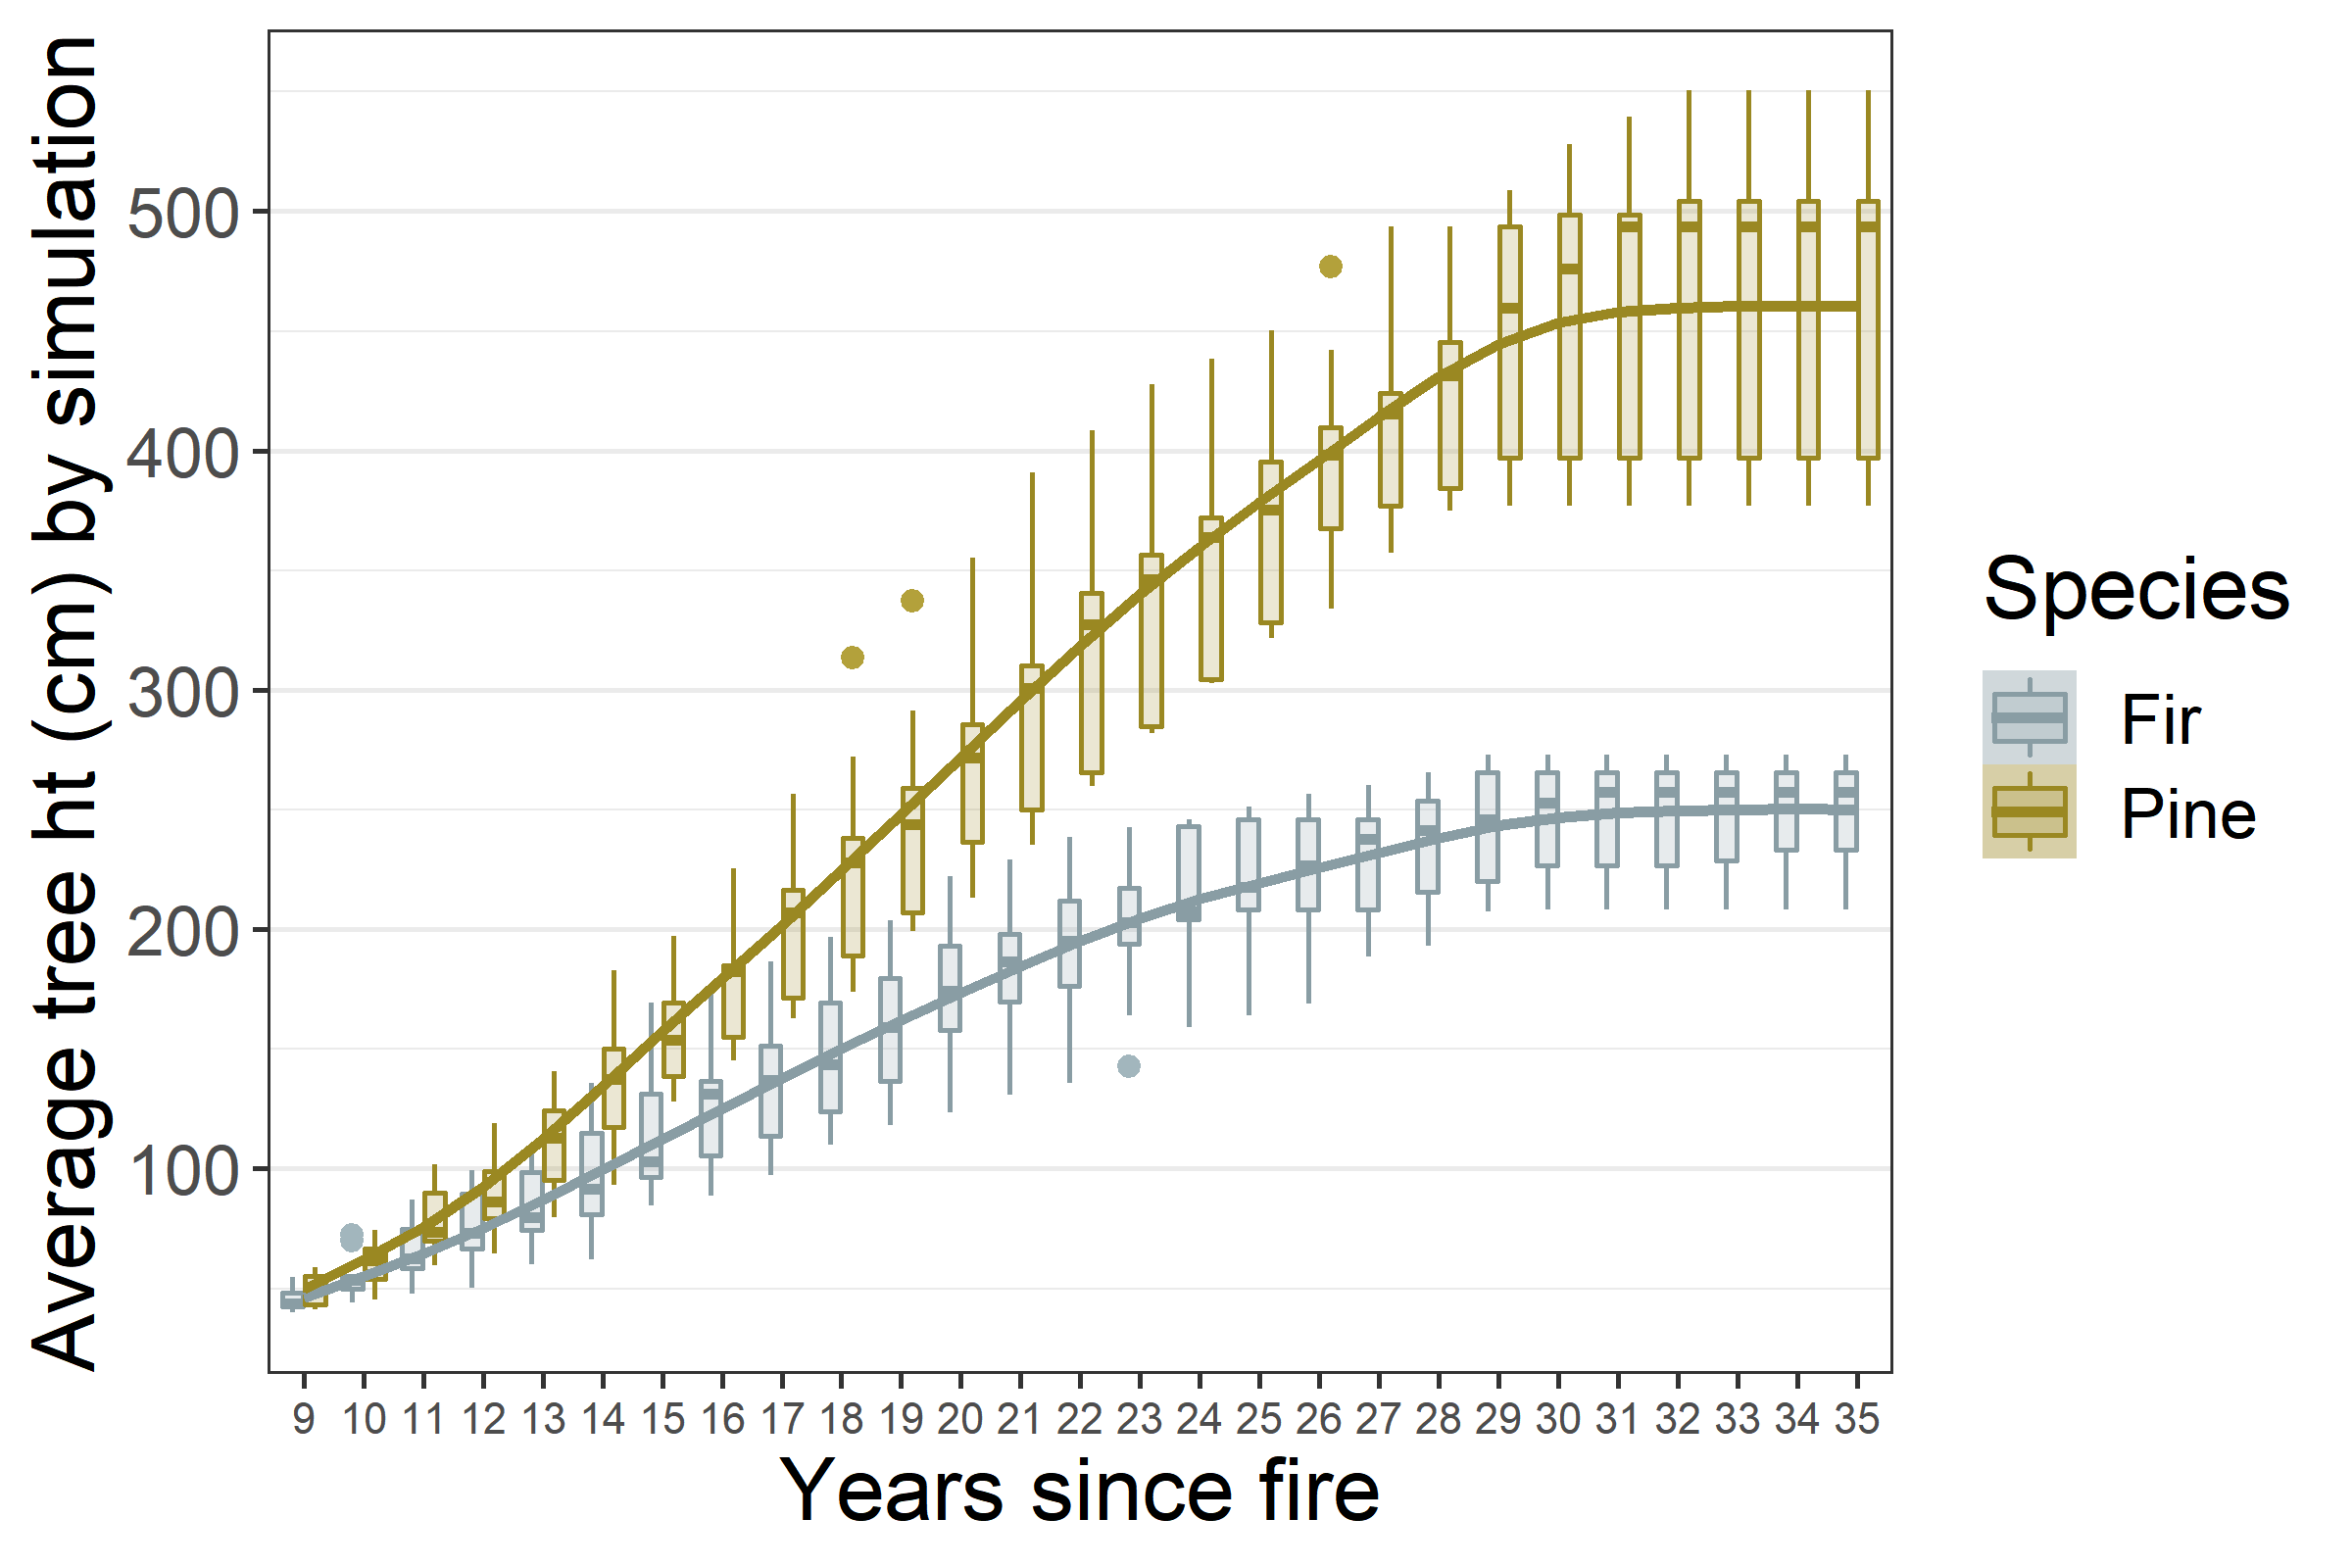 Average tree ht (cm) by simulation
500
400
300
200
100
9 10 11 12 13 14 15 16 17 18 19 20 21 22 23 24 25 26 27 28 29 30 31 32 33 34 35
Years since fire
Species
Fir
Pine